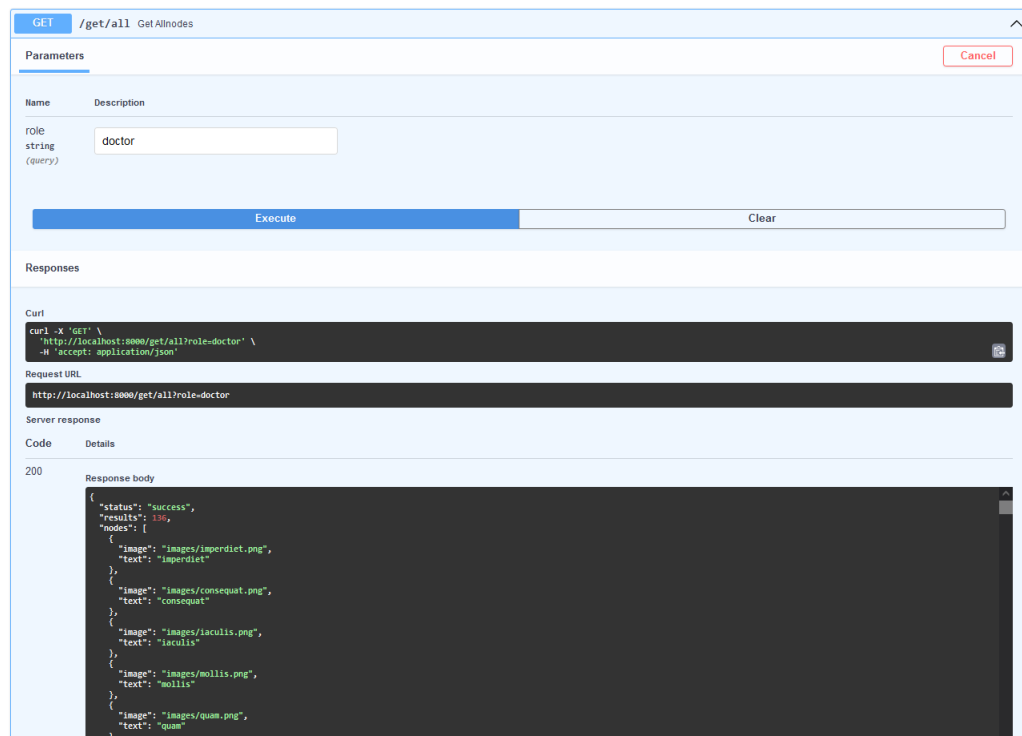 GET /get/all Get Allnodes
Parameters
Cancel
Name Description
role
string
(query)
doctor
Execute Clear
Responses
Curl
curl -X 'GET' \
'http://localhost:8000/get/all?role=doctor' \
-H 'accept: application/json'
Request URL
http://localhost:8000/get/all?role=doctor
Server response
Code Details
200
Response body
{
"status": "success",
"results": 136,
"nodes": [
{
"image": "images/imperdiet.png",
"text": "imperdiet"
},
{
"image": "images/consequat.png",
"text": "consequat"
},
{
"image": "images/iaculis.png",
"text": "iaculis"
},
{
"image": "images/mollis.png",
"text": "mollis"
},
{
"image": "images/quam.png",
"text": "quam"